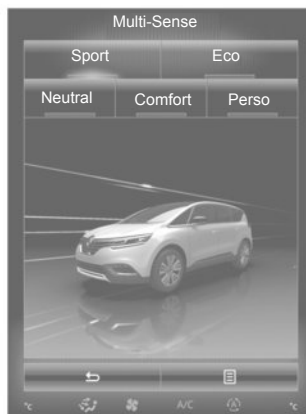 Multi-Sense
Sport Eco
Neutral Comfort Perso
°C A/C °C